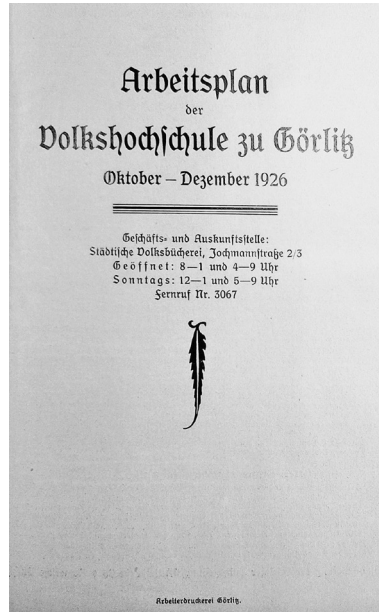 Arbeitsplan
der
Volkshochschule zu Görlitz
Oktober – Dezember 1926
Geschäfts- und Auskunftsstelle:
Städtische Volksbücherei, Jochmannstraße 2/3
Geöffnet: 8—1 und 4—9 Uhr
Sonntags: 12—1 und 5—9 Uhr
Fernruf Nr. 3067
Arbeiterdruckerei Görlitz.